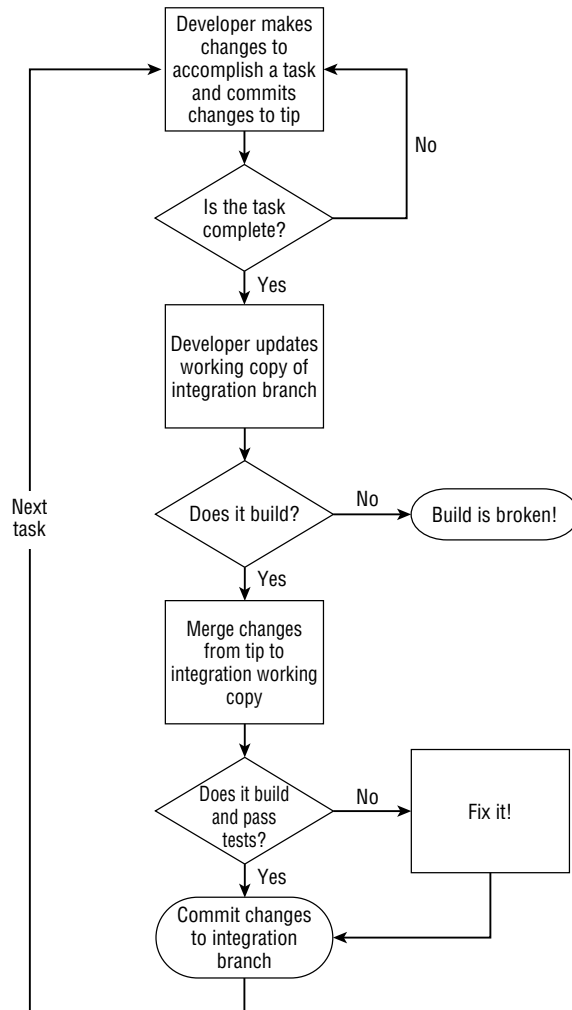 Developer makes
changes to
accomplish a task
and commits
changes to tip
No
Is the task
complete?
Yes
Developer updates
working copy of
integration branch
Next
task
Does it build?
No
Build is broken!
Yes
Merge changes
from tip to
integration working
copy
Does it build
and pass
tests?
No
Fix it!
Yes
Commit changes
to integration
branch